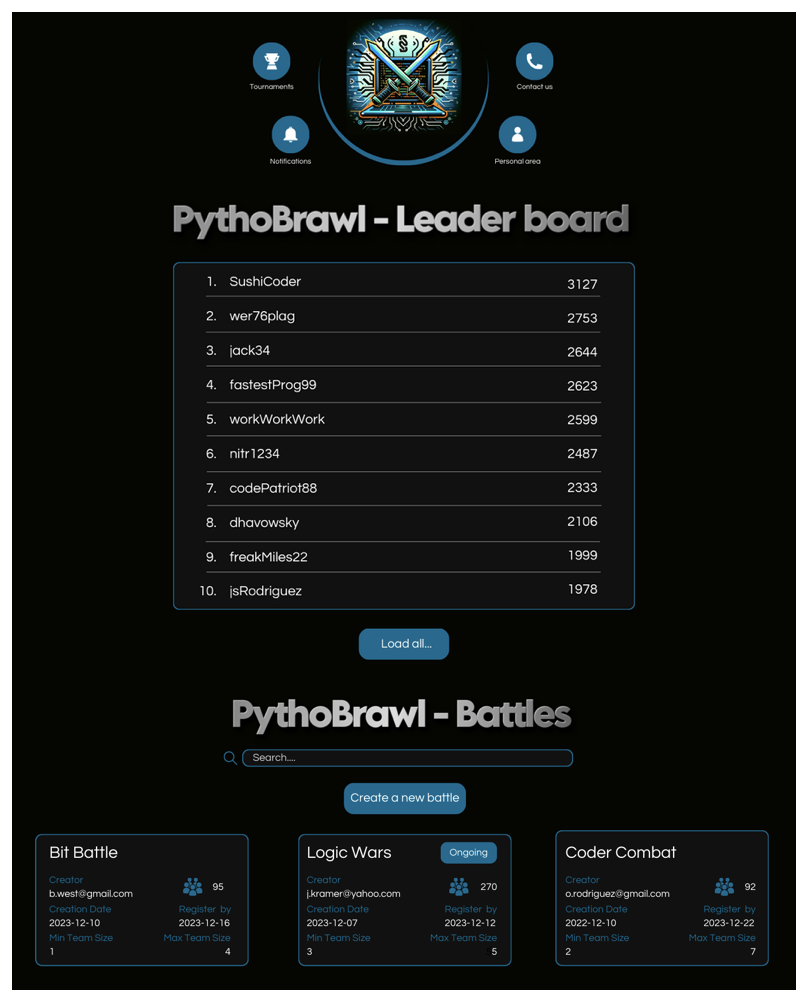 Tournaments
Contact us
Notifications
Personal area
PythoBrawl - Leader board
1. SushiCoder 3127
2. wer76plag 2753
3. jack34 2644
4. fastestProg99 2623
5. workWorkWork 2599
6. nitr1234 2487
7. codePatriot88 2333
8. dhavowsky 2106
9. freakMiles22 1999
10. jsRodriguez 1978
Load all...
PythoBrawl - Battles
Search....
Create a new battle
Bit Battle
Creator
b.west@gmail.com 95
Creation Date Register by
2023-12-10 2023-12-16
Min Team Size Max Team Size
1 4
Logic Wars Ongoing
Creator
j.kramer@yahoo.com 270
Creation Date Register by
2023-12-07 2023-12-12
Min Team Size Max Team Size
3 5
Coder Combat
Creator
o.rodriguez@gmail.com 92
Creation Date Register by
2022-12-10 2023-12-22
Min Team Size Max Team Size
2 7